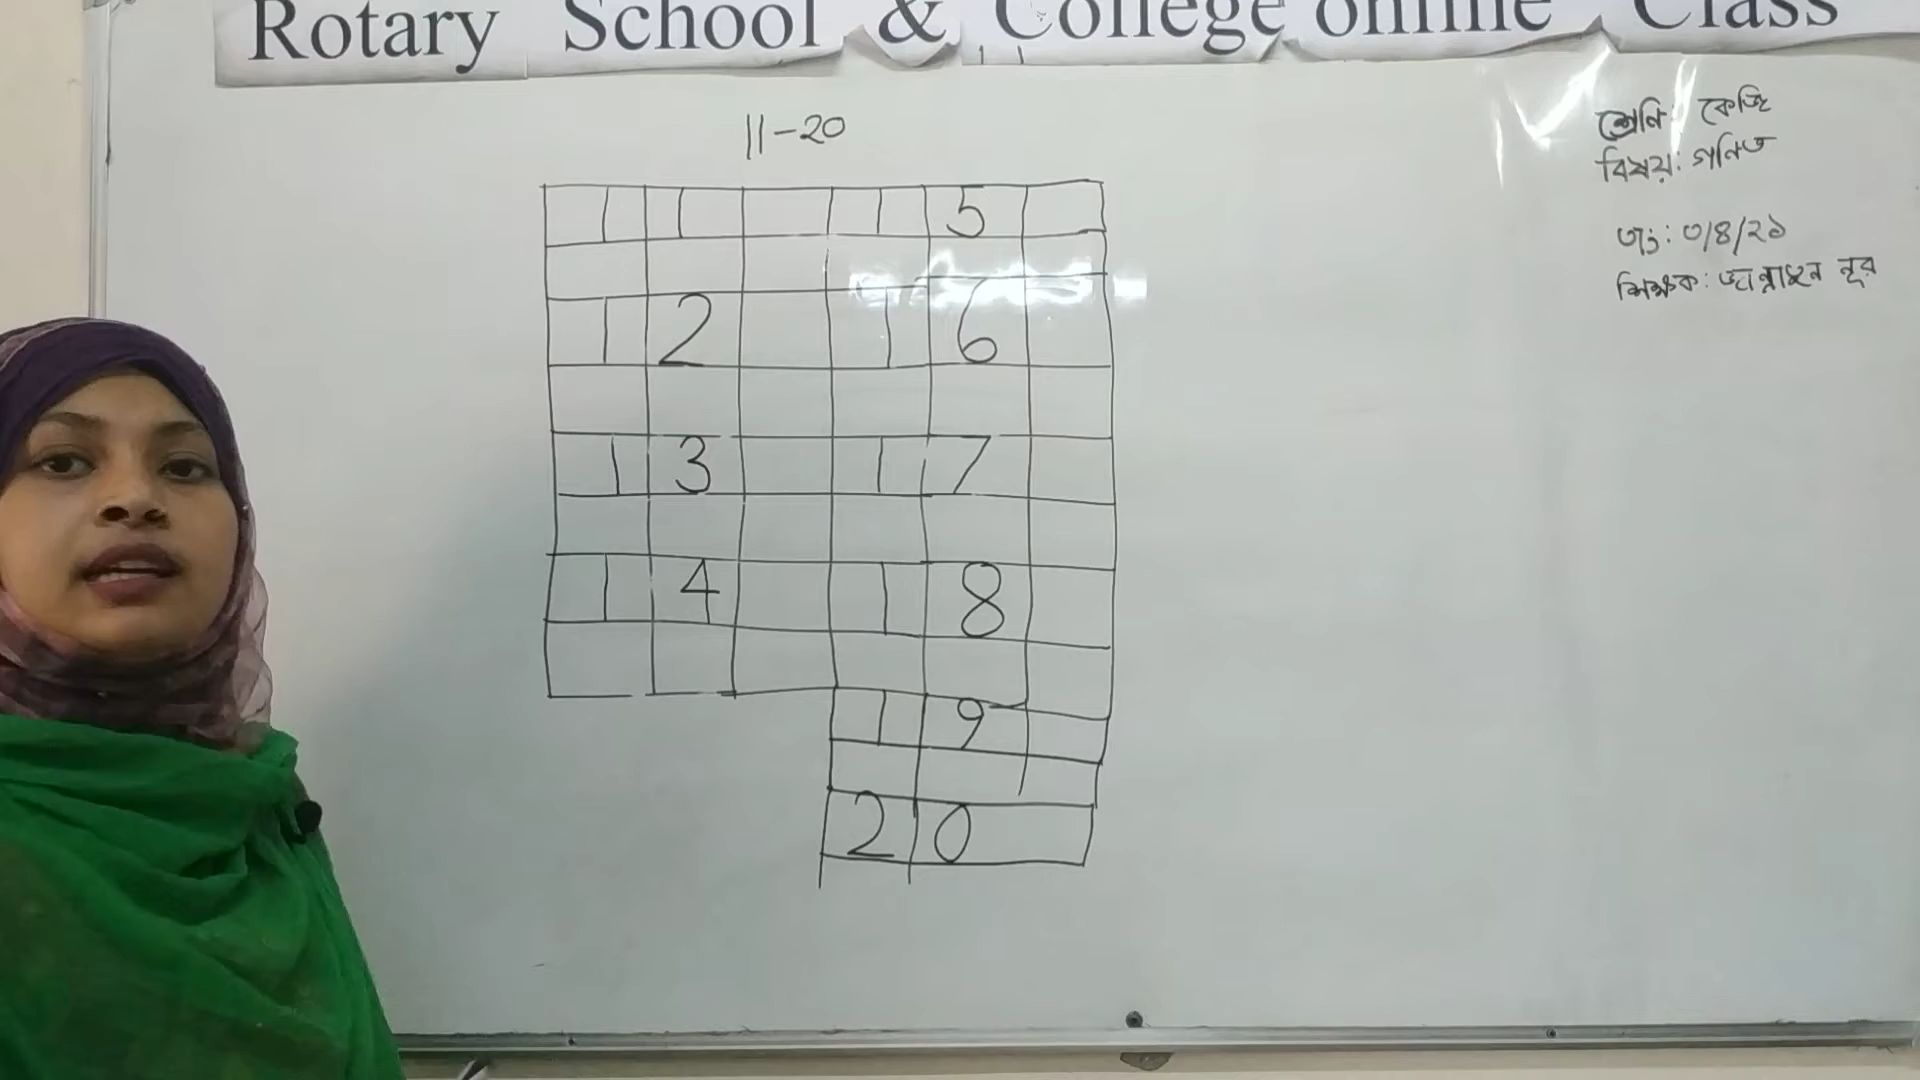 Rotary School & College online Class
11-20
শ্রেণি: কেজি
বিষয়: গণিত
তাং: ৩/৪/২১
শিক্ষক: জান্নাতুন নূর
1 1 1 5
1 2 1 6
1 3 1 7
1 4 1 8
1 9
2 0